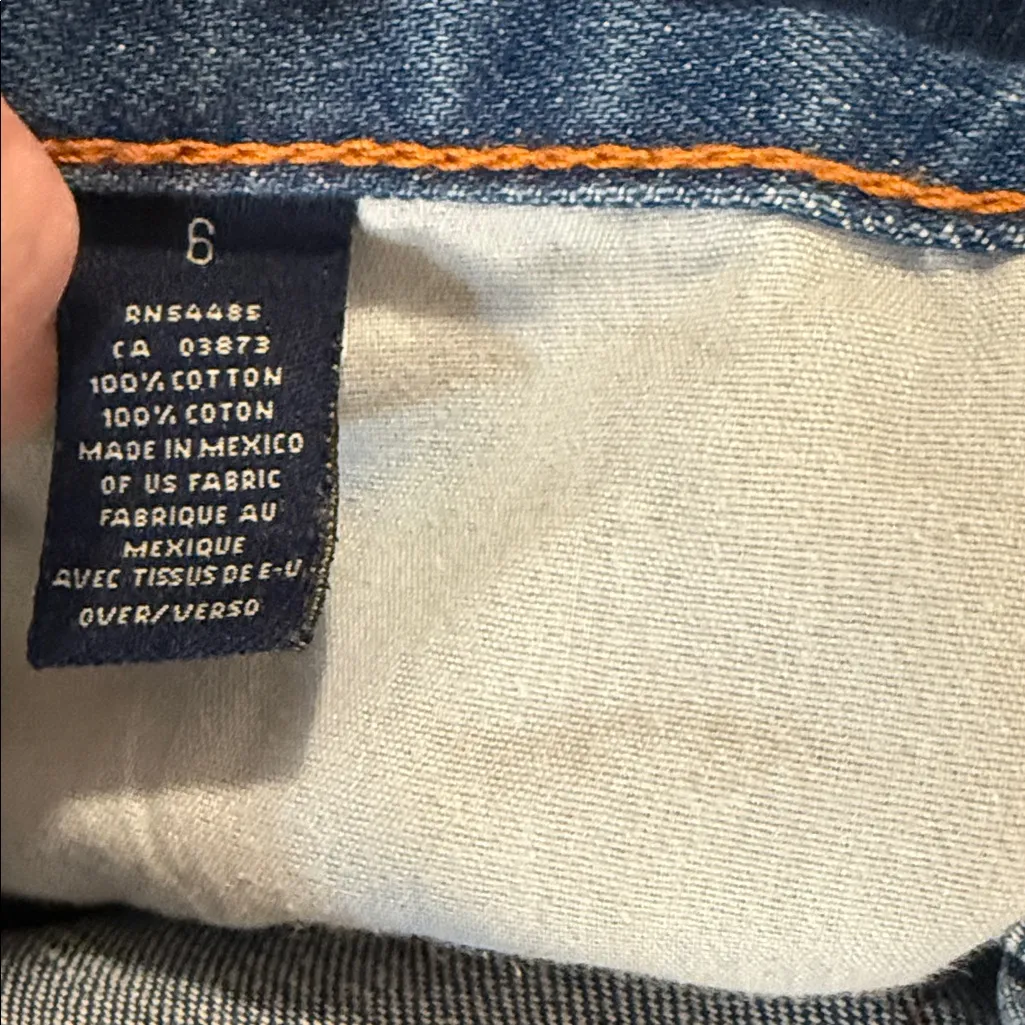 6
RN54485
CA 03873
100% COTTON
100% COTON
MADE IN MEXICO
OF US FABRIC
FABRIQUE AU
MEXIQUE
AVEC TISSUS DE E-U
OVER/VERSO